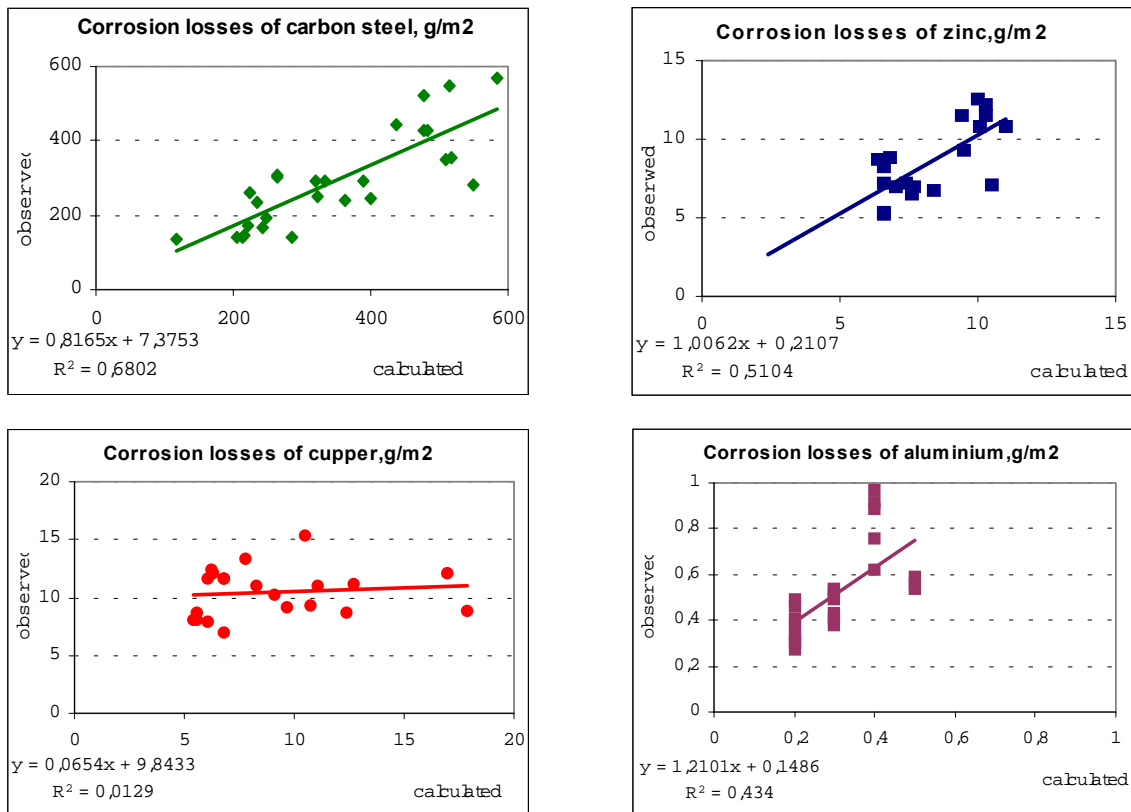 Corrosion losses of carbon steel, g/m2
600
400
200
0
observed
0 200 400 600
y = 0,8165x + 7,3753
R² = 0,6802
calculated
Corrosion losses of zinc,g/m2
15
10
5
0
obserwed
0 5 10 15
y = 1,0062x + 0,2107
R² = 0,5104
calculated
Corrosion losses of cupper,g/m2
20
15
10
5
0
observed
0 5 10 15 20
y = 0,0654x + 9,8433
R² = 0,0129
calculated
Corrosion losses of aluminium,g/m2
1
0,8
0,6
0,4
0,2
0
observed
0 0,2 0,4 0,6 0,8 1
y = 1,2101x + 0,1486
R² = 0,434
calculated